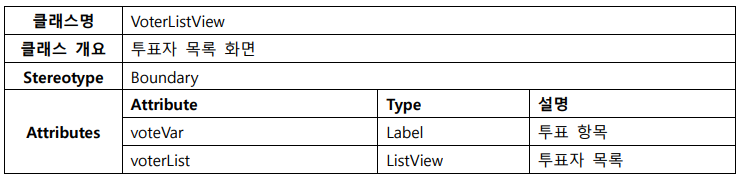 클래스명 VoterListView
클래스 개요 투표자 목록 화면
Stereotype Boundary
Attribute Type 설명
Attributes voteVar Label 투표 항목
voterList ListView 투표자 목록